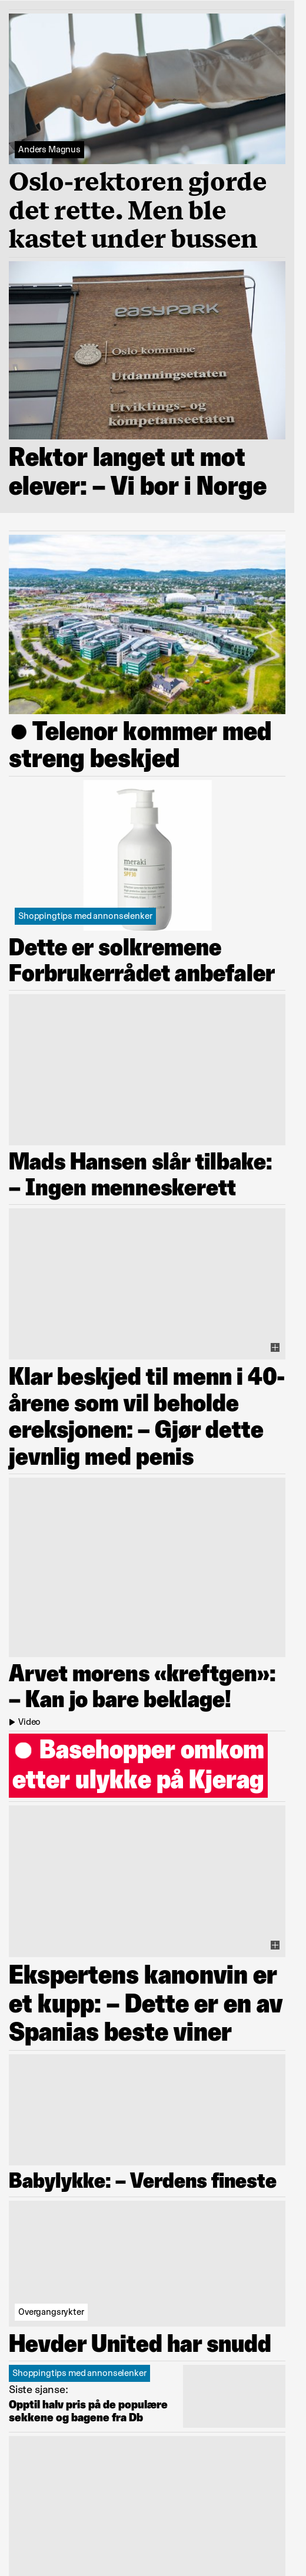 Anders Magnus
Oslo-rektoren gjorde
det rette. Men ble
kastet under bussen
easypark
Oslo kommune
Utdanningsetaten
Utviklings- og
kompetanseetaten
Rektor langet ut mot
elever: – Vi bor i Norge
● Telenor kommer med
streng beskjed
meraki
Shoppingtips med annonselenker
Dette er solkremene
Forbrukerrådet anbefaler
Mads Hansen slår tilbake:
– Ingen menneskerett
Klar beskjed til menn i 40-
årene som vil beholde
ereksjonen: – Gjør dette
jevnlig med penis
Arvet morens «kreftgen»:
– Kan jo bare beklage!
Video
● Basehopper omkom
etter ulykke på Kjerag
Ekspertens kanonvin er
et kupp: – Dette er en av
Spanias beste viner
Babylykke: – Verdens fineste
Overgangsrykter
Hevder United har snudd
Shoppingtips med annonselenker
Siste sjanse:
Opptil halv pris på de populære
sekkene og bagene fra Db